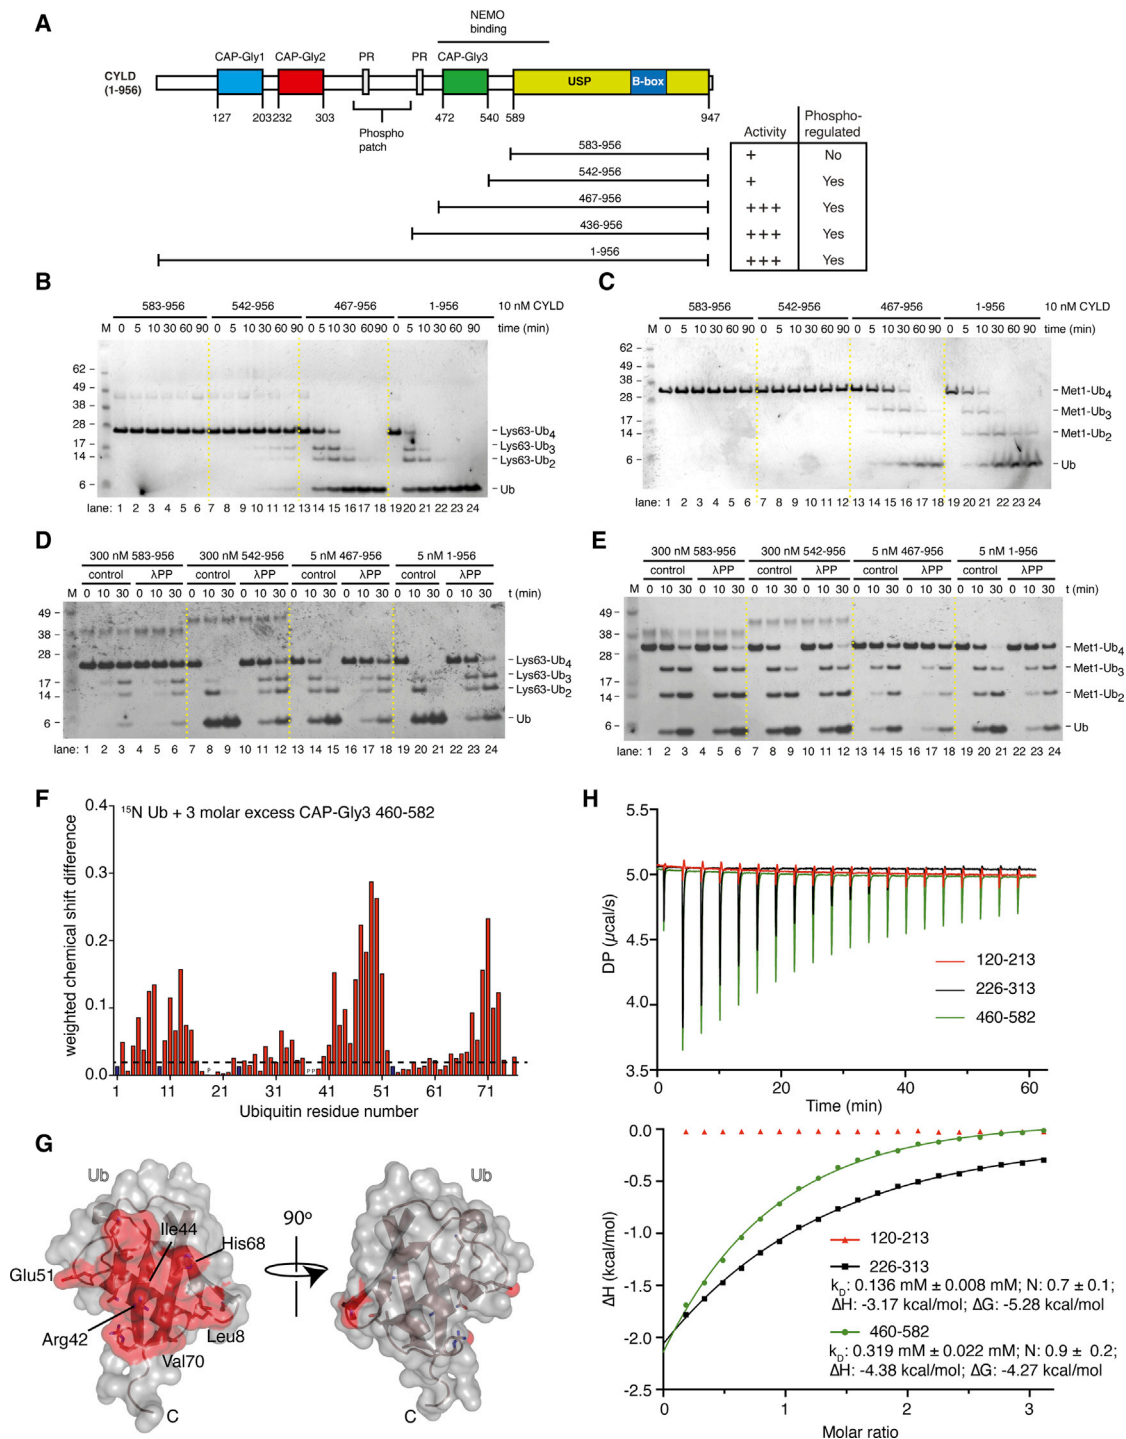 A
NEMO
binding
CAP-Gly1 CAP-Gly2 PR PR CAP-Gly3
CYLD
(1-956)
USP B-box
127 203 232 303 472 540 589 947
Phospho
patch
Activity Phospho-
regulated
583-956 + No
542-956 + Yes
467-956 +++ Yes
436-956 +++ Yes
1-956 +++ Yes
B
583-956 542-956 467-956 1-956 10 nM CYLD
M 0 5 10 30 60 90 0 5 10 30 60 90 0 5 10 30 60 90 0 5 10 30 60 90 time (min)
62
49
38
28
17
14
6
Lys63-Ub4
Lys63-Ub3
Lys63-Ub2
Ub
lane: 1 2 3 4 5 6 7 8 9 10 11 12 13 14 15 16 17 18 19 20 21 22 23 24
C
583-956 542-956 467-956 1-956 10 nM CYLD
M 0 5 10 30 60 90 0 5 10 30 60 90 0 5 10 30 60 90 0 5 10 30 60 90 time (min)
62
49
38
28
17
14
6
Met1-Ub4
Met1-Ub3
Met1-Ub2
Ub
lane: 1 2 3 4 5 6 7 8 9 10 11 12 13 14 15 16 17 18 19 20 21 22 23 24
D
300 nM 583-956 300 nM 542-956 5 nM 467-956 5 nM 1-956
control λPP control λPP control λPP control λPP
M 0 10 30 0 10 30 0 10 30 0 10 30 0 10 30 0 10 30 0 10 30 0 10 30 t (min)
49
38
28
17
14
6
Lys63-Ub4
Lys63-Ub3
Lys63-Ub2
Ub
lane: 1 2 3 4 5 6 7 8 9 10 11 12 13 14 15 16 17 18 19 20 21 22 23 24
E
300 nM 583-956 300 nM 542-956 5 nM 467-956 5 nM 1-956
control λPP control λPP control λPP control λPP
M 0 10 30 0 10 30 0 10 30 0 10 30 0 10 30 0 10 30 0 10 30 0 10 30 t (min)
49
38
28
17
14
6
Met1-Ub4
Met1-Ub3
Met1-Ub2
Ub
lane: 1 2 3 4 5 6 7 8 9 10 11 12 13 14 15 16 17 18 19 20 21 22 23 24
F
15N Ub + 3 molar excess CAP-Gly3 460-582
weighted chemical shift difference
0.4
0.3
0.2
0.1
0.0
P P P
1 11 21 31 41 51 61 71
Ubiquitin residue number
G
Ub
Ile44
His68
Glu51
Arg42
Leu8
Val70
C
90°
Ub
C
H
DP (µcal/s)
5.5
5.0
4.5
4.0
3.5
120-213
226-313
460-582
0 20 40 60
Time (min)
ΔH (kcal/mol)
0.0
-0.5
-1.0
-1.5
-2.0
-2.5
120-213
226-313
kD: 0.136 mM ± 0.008 mM; N: 0.7 ± 0.1;
ΔH: -3.17 kcal/mol; ΔG: -5.28 kcal/mol
460-582
kD: 0.319 mM ± 0.022 mM; N: 0.9 ± 0.2;
ΔH: -4.38 kcal/mol; ΔG: -4.27 kcal/mol
0 1 2 3
Molar ratio